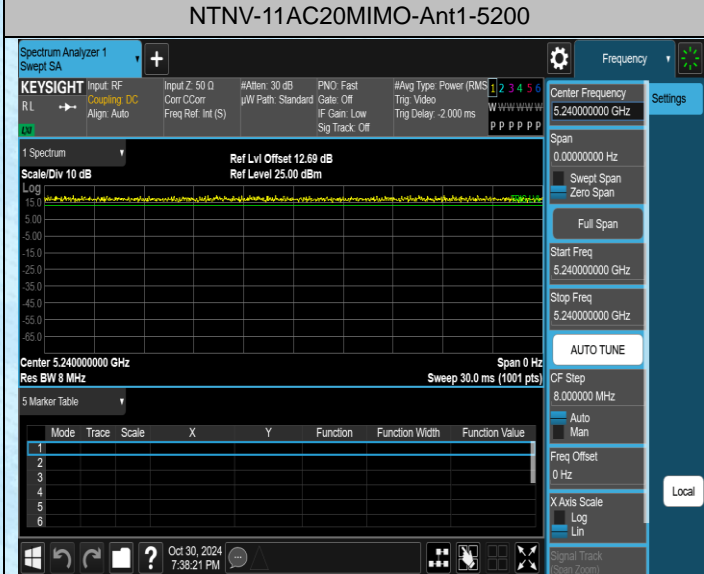 NTNV-11AC20MIMO-Ant1-5200
Spectrum Analyzer 1
Swept SA
Frequency
KEYSIGHT
RL
Input: RF
Coupling: DC
Align: Auto
Input Z: 50 Ω
Corr CCorr
Freq Ref: Int (S)
#Atten: 30 dB
µW Path: Standard
PNO: Fast
Gate: Off
IF Gain: Low
Sig Track: Off
#Avg Type: Power (RMS
Trig: Video
Trig Delay: -2.000 ms
1 2 3 4 5 6
W W W W W W
P P P P P P
LXI
1 Spectrum
Scale/Div 10 dB
Ref Lvl Offset 12.69 dB
Ref Level 25.00 dBm
Log
15.0
5.00
-5.00
-15.0
-25.0
-35.0
-45.0
-55.0
-65.0
Center 5.240000000 GHz
Span 0 Hz
Res BW 8 MHz
Sweep 30.0 ms (1001 pts)
5 Marker Table
Mode Trace Scale X Y Function Function Width Function Value
1
2
3
4
5
6
Oct 30, 2024
7:38:21 PM
Center Frequency
5.240000000 GHz
Settings
Span
0.00000000 Hz
Swept Span
Zero Span
Full Span
Start Freq
5.240000000 GHz
Stop Freq
5.240000000 GHz
AUTO TUNE
CF Step
8.000000 MHz
Auto
Man
Freq Offset
0 Hz
X Axis Scale
Log
Lin
Local
Signal Track
(Span Zoom)